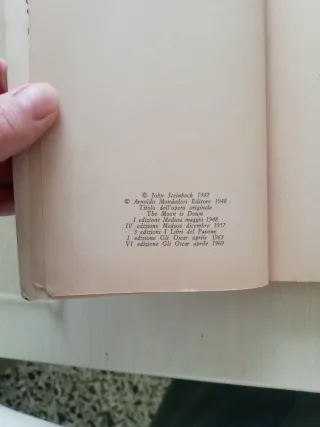 © John Steinbeck 1942
© Arnoldo Mondadori Editore 1948
Titolo dell'opera originale
The Moon is Down
I edizione Medusa maggio 1948
IV edizione Medusa dicembre 1957
5 edizioni I Libri del Pavone
I edizione Gli Oscar aprile 1965
VI edizione Gli Oscar aprile 1969